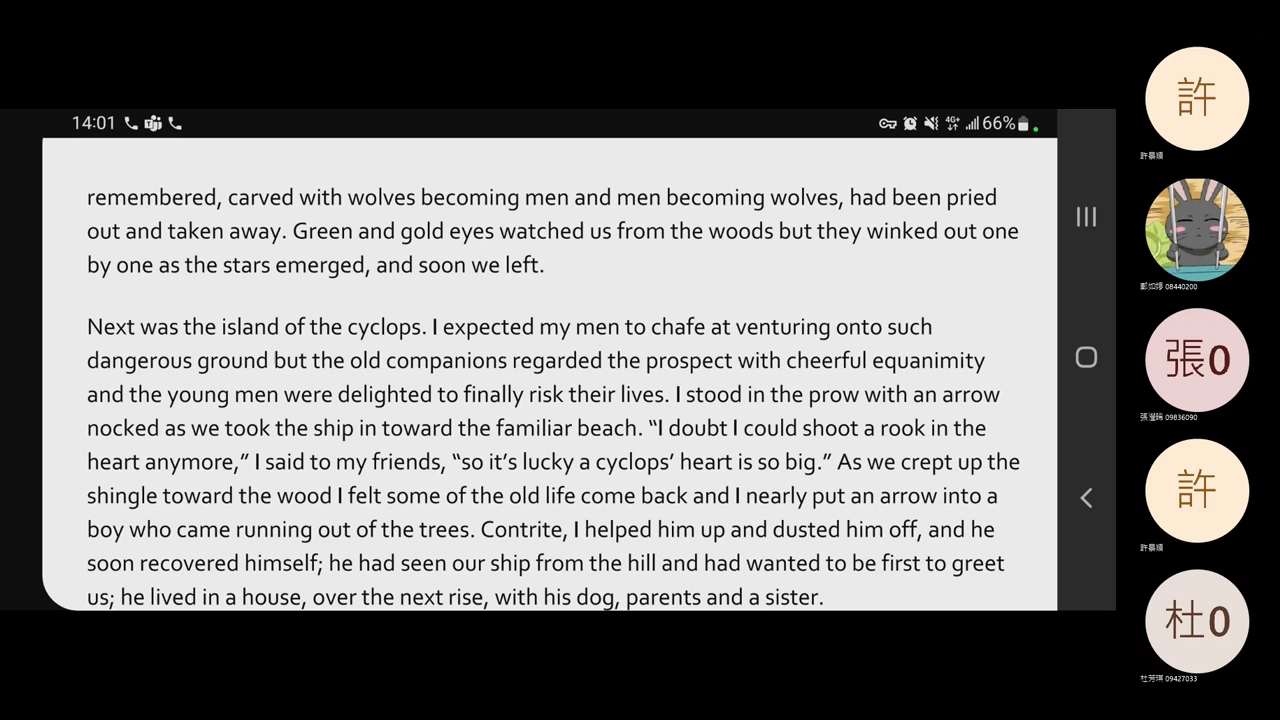 14:01
4G+ 66%
remembered, carved with wolves becoming men and men becoming wolves, had been pried
out and taken away. Green and gold eyes watched us from the woods but they winked out one
by one as the stars emerged, and soon we left.
Next was the island of the cyclops. I expected my men to chafe at venturing onto such
dangerous ground but the old companions regarded the prospect with cheerful equanimity
and the young men were delighted to finally risk their lives. I stood in the prow with an arrow
nocked as we took the ship in toward the familiar beach. “I doubt I could shoot a rook in the
heart anymore,” I said to my friends, “so it’s lucky a cyclops’ heart is so big.” As we crept up the
shingle toward the wood I felt some of the old life come back and I nearly put an arrow into a
boy who came running out of the trees. Contrite, I helped him up and dusted him off, and he
soon recovered himself; he had seen our ship from the hill and had wanted to be first to greet
us; he lived in a house, over the next rise, with his dog, parents and a sister.
許
鄭如婷 08440200
張0
09836090
許
杜0
杜芳琪 09427033